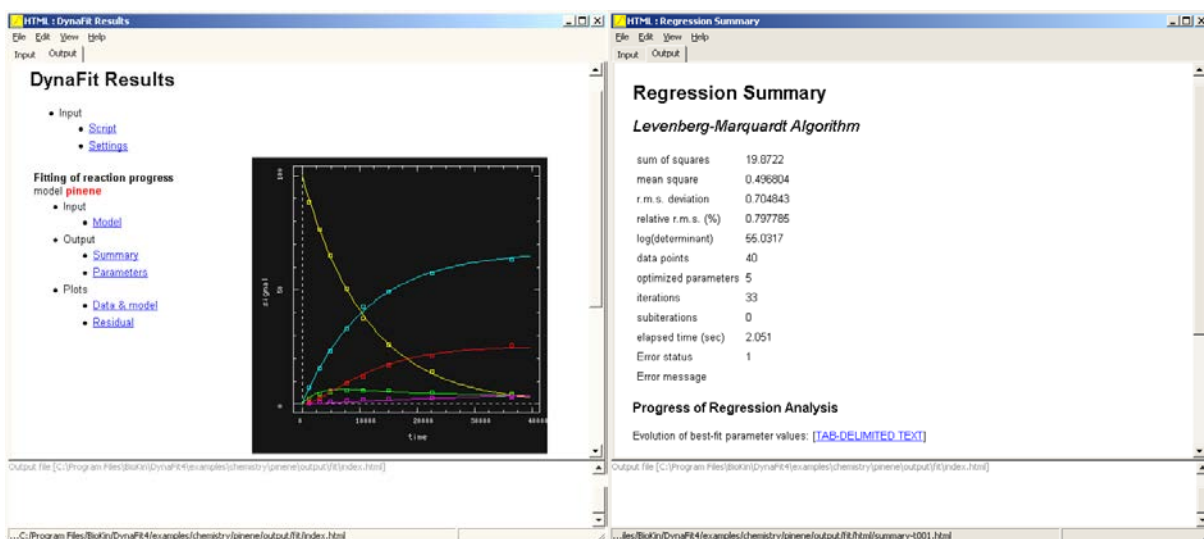 HTML : DynaFit Results
File Edit View Help
Input Output
DynaFit Results
• Input
• Script
• Settings
Fitting of reaction progress
model pinene
• Input
• Model
• Output
• Summary
• Parameters
• Plots
• Data & model
• Residual
100
50
0
signal
0 10000 20000 30000 40000
time
Output file [C:\Program Files\BioKin\DynaFit4\examples\chemistry\pinene\output\fit\index.html]
...C:/Program Files/BioKin/DynaFit4/examples/chemistry/pinene/output/fit/index.html
HTML : Regression Summary
File Edit View Help
Input Output
Regression Summary
Levenberg-Marquardt Algorithm
sum of squares 19.8722
mean square 0.496804
r.m.s. deviation 0.704843
relative r.m.s. (%) 0.797785
log(determinant) 55.0317
data points 40
optimized parameters 5
iterations 33
subiterations 0
elapsed time (sec) 2.051
Error status 1
Error message
Progress of Regression Analysis
Evolution of best-fit parameter values: [TAB-DELIMITED TEXT]
Output file [C:\Program Files\BioKin\DynaFit4\examples\chemistry\pinene\output\fit\index.html]
...iles/BioKin/DynaFit4/examples/chemistry/pinene/output/fit/html/summary-t001.html